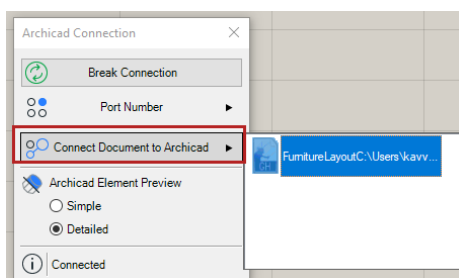 Archicad Connection
Break Connection
Port Number
Connect Document to Archicad
FurnitureLayoutC:\Users\kavv...
GH
Archicad Element Preview
Simple
Detailed
Connected